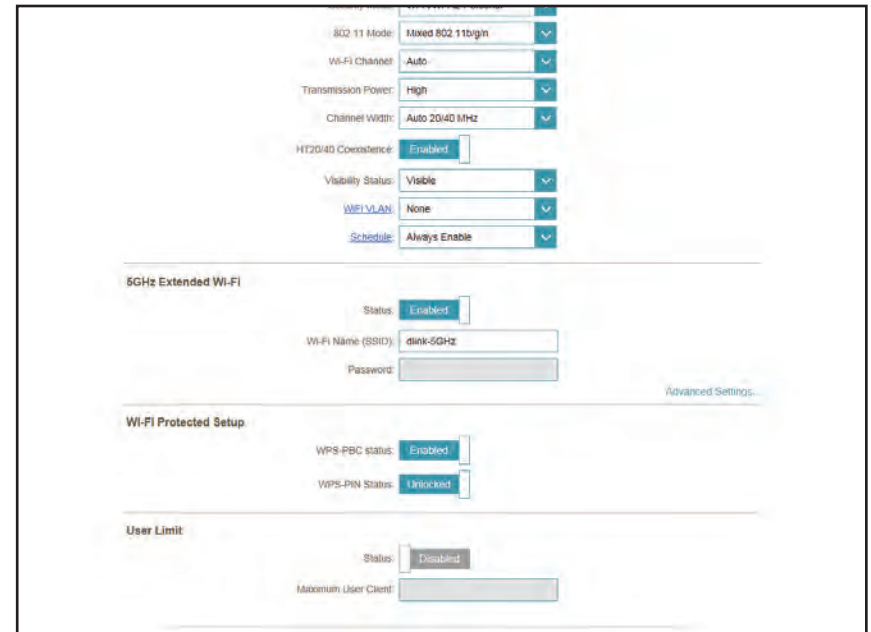 802.11 Mode: Mixed 802.11b/g/n
Wi-Fi Channel: Auto
Transmission Power: High
Channel Width: Auto 20/40 MHz
HT20/40 Coexistence: Enabled
Visibility Status: Visible
WIFI VLAN: None
Schedule: Always Enable
5GHz Extended Wi-Fi
Status: Enabled
Wi-Fi Name (SSID): dlink-5GHz
Password:
Advanced Settings...
Wi-Fi Protected Setup
WPS-PBC status: Enabled
WPS-PIN Status: Unlocked
User Limit
Status: Disabled
Maximum User Client: